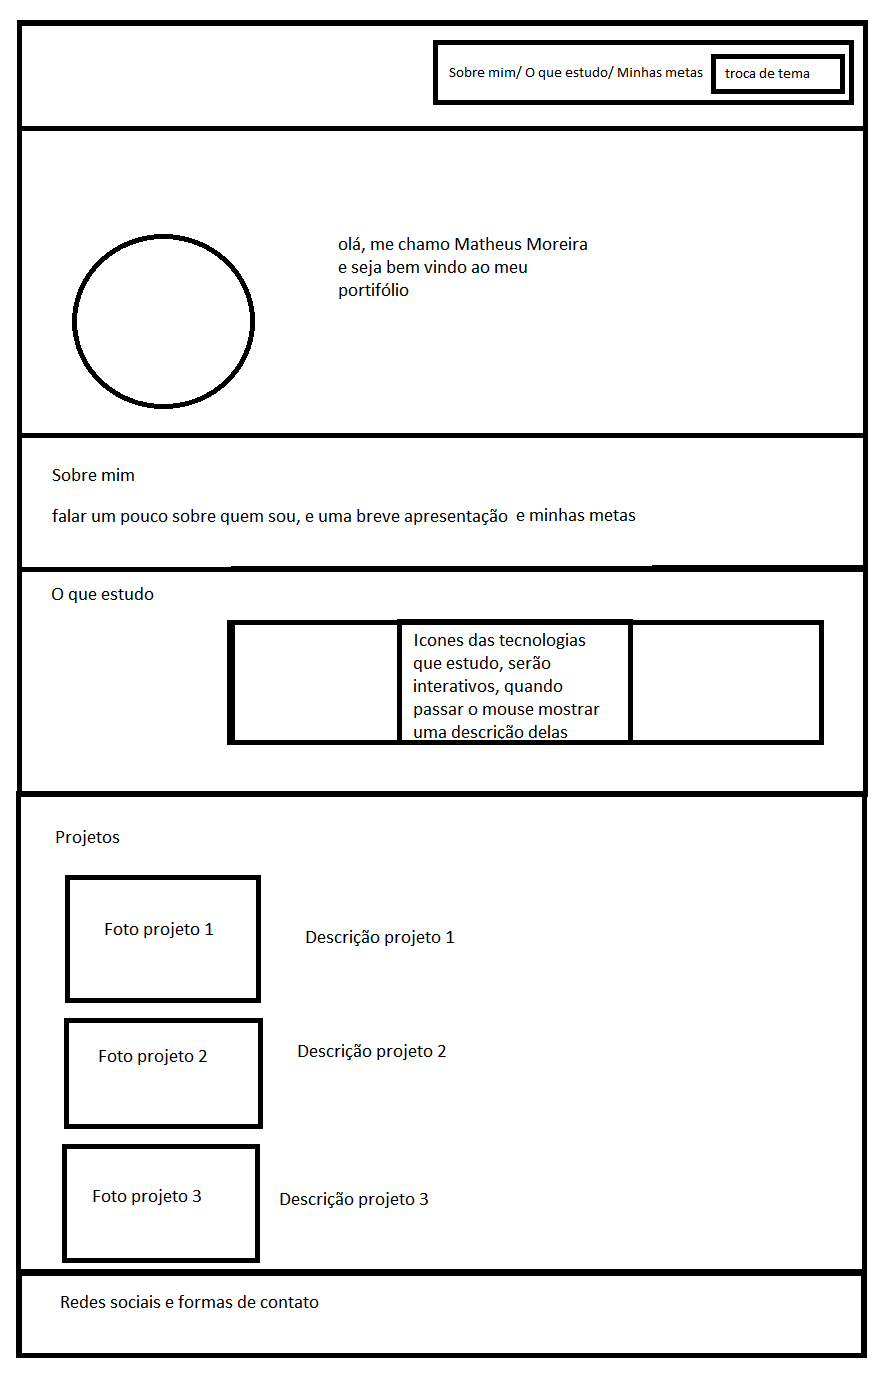 Sobre mim/ O que estudo/ Minhas metas
troca de tema
olá, me chamo Matheus Moreira
e seja bem vindo ao meu
portifólio
Sobre mim
falar um pouco sobre quem sou, e uma breve apresentação e minhas metas
O que estudo
Icones das tecnologias
que estudo, serão
interativos, quando
passar o mouse mostrar
uma descrição delas
Projetos
Foto projeto 1
Descrição projeto 1
Foto projeto 2
Descrição projeto 2
Foto projeto 3
Descrição projeto 3
Redes sociais e formas de contato